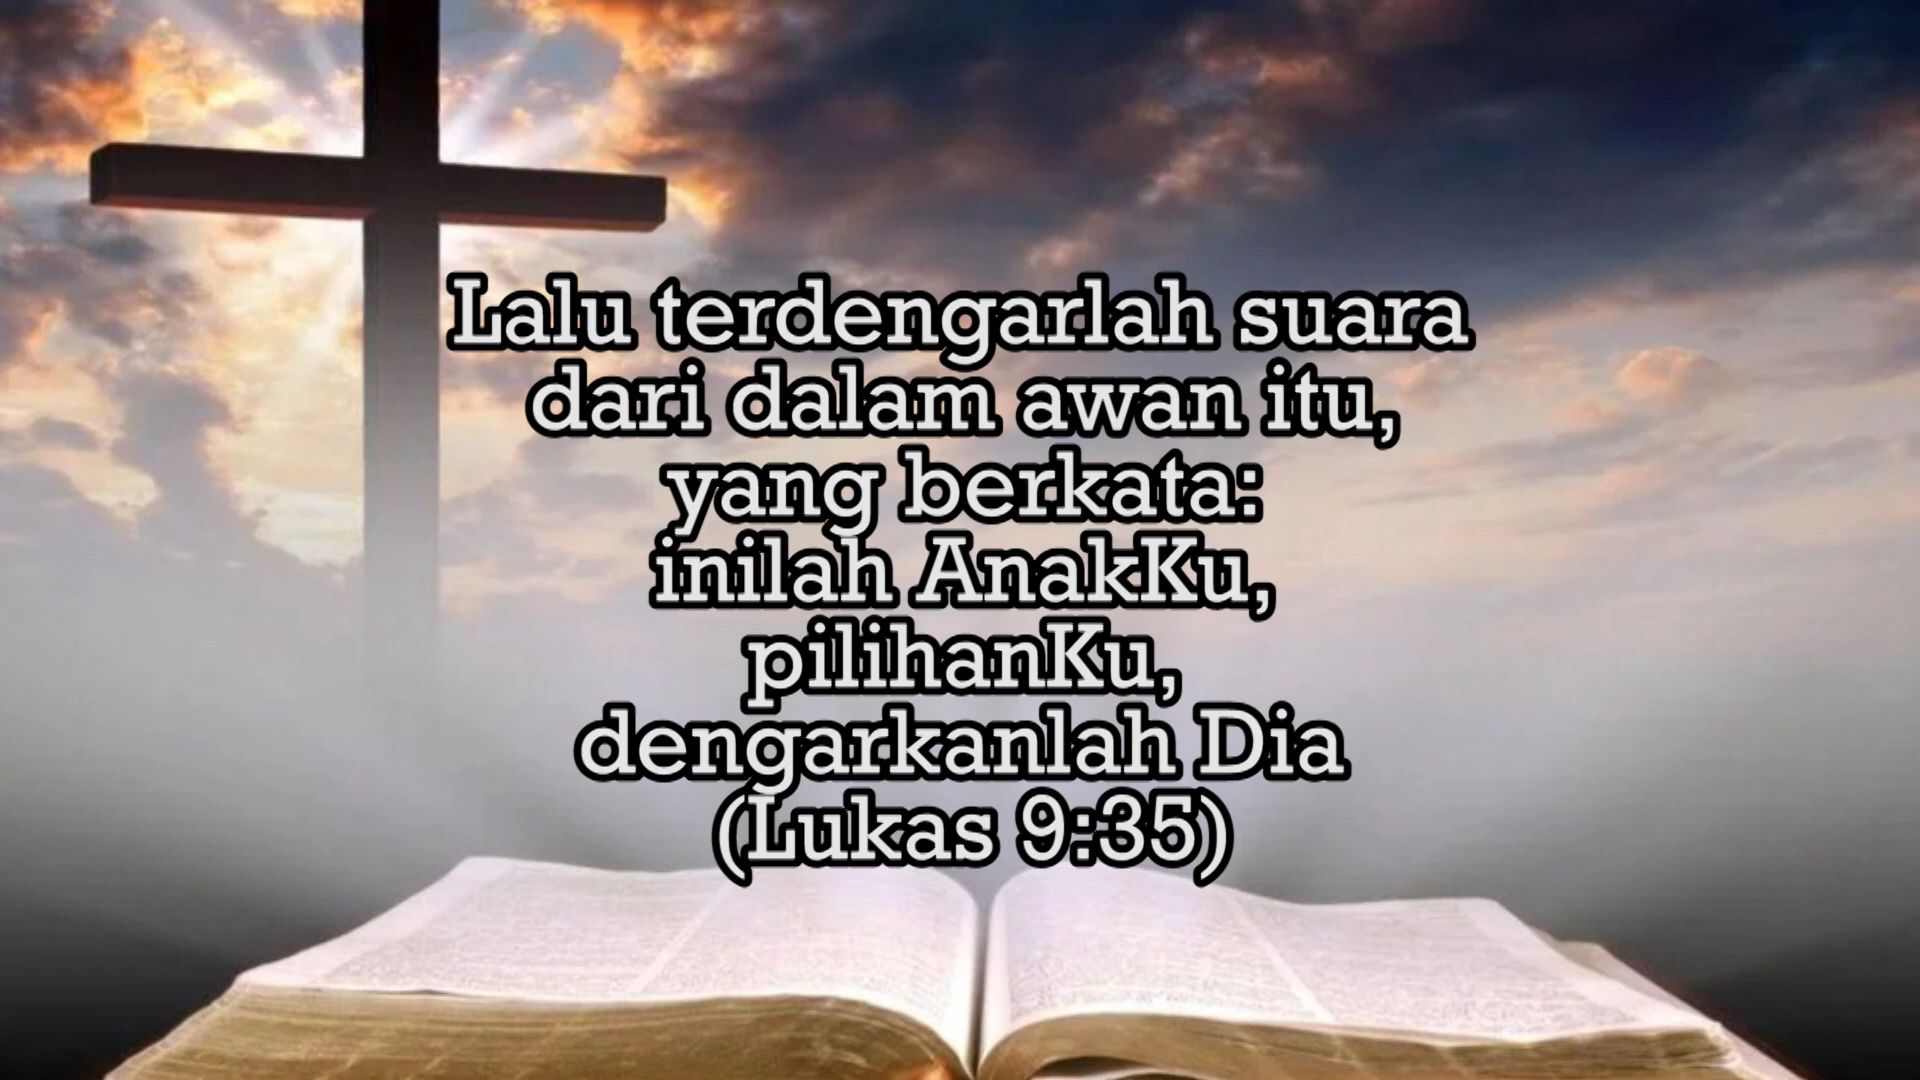 Lalu terdengarlah suara
dari dalam awan itu,
yang berkata:
inilah AnakKu,
pilihanKu,
dengarkanlah Dia
(Lukas 9:35)